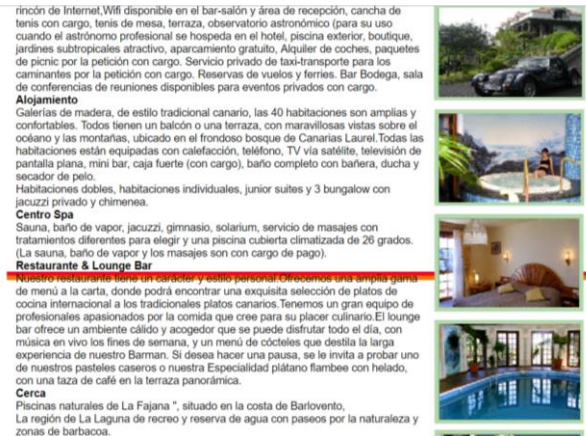 rincón de Internet,Wifi disponible en el bar-salón y área de recepción, cancha de
tenis con cargo, tenis de mesa, terraza, observatorio astronómico (para su uso
cuando el astrónomo profesional se hospeda en el hotel, piscina exterior, boutique,
jardines subtropicales atractivo, aparcamiento gratuito, Alquiler de coches, paquetes
de picnic por la petición con cargo. Servicio privado de taxi-transporte para los
caminantes por la petición con cargo. Reservas de vuelos y ferries. Bar Bodega, sala
de conferencias de reuniones disponibles para eventos privados con cargo.
Alojamiento
Galerías de madera, de estilo tradicional canario, las 40 habitaciones son amplias y
confortables. Todos tienen un balcón o una terraza, con maravillosas vistas sobre el
océano y las montañas, ubicado en el frondoso bosque de Canarias Laurel.Todas las
habitaciones están equipadas con calefacción, teléfono, TV vía satélite, televisión de
pantalla plana, mini bar, caja fuerte (con cargo), baño completo con bañera, ducha y
secador de pelo.
Habitaciones dobles, habitaciones individuales, junior suites y 3 bungalow con
jacuzzi privado y chimenea.
Centro Spa
Sauna, baño de vapor, jacuzzi, gimnasio, solarium, servicio de masajes con
tratamientos diferentes para elegir y una piscina cubierta climatizada de 26 grados.
(La sauna, baño de vapor y los masajes son con cargo de pago).
Restaurante & Lounge Bar
Nuestro restaurante tiene un carácter y estilo personal.Ofrecemos una amplia gama
de menú a la carta, donde podrá encontrar una exquisita selección de platos de
cocina internacional a los tradicionales platos canarios.Tenemos un gran equipo de
profesionales apasionados por la comida que cree para su placer culinario.El lounge
bar ofrece un ambiente cálido y acogedor que se puede disfrutar todo el día, con
música en vivo los fines de semana, y un menú de cócteles que destila la larga
experiencia de nuestro Barman. Si desea hacer una pausa, se le invita a probar uno
de nuestros pasteles caseros o nuestra Especialidad plátano flambee con helado,
con una taza de café en la terraza panorámica.
Cerca
Piscinas naturales de La Fajana ", situado en la costa de Barlovento,
La región de La Laguna de recreo y reserva de agua con paseos por la naturaleza y
zonas de barbacoa.